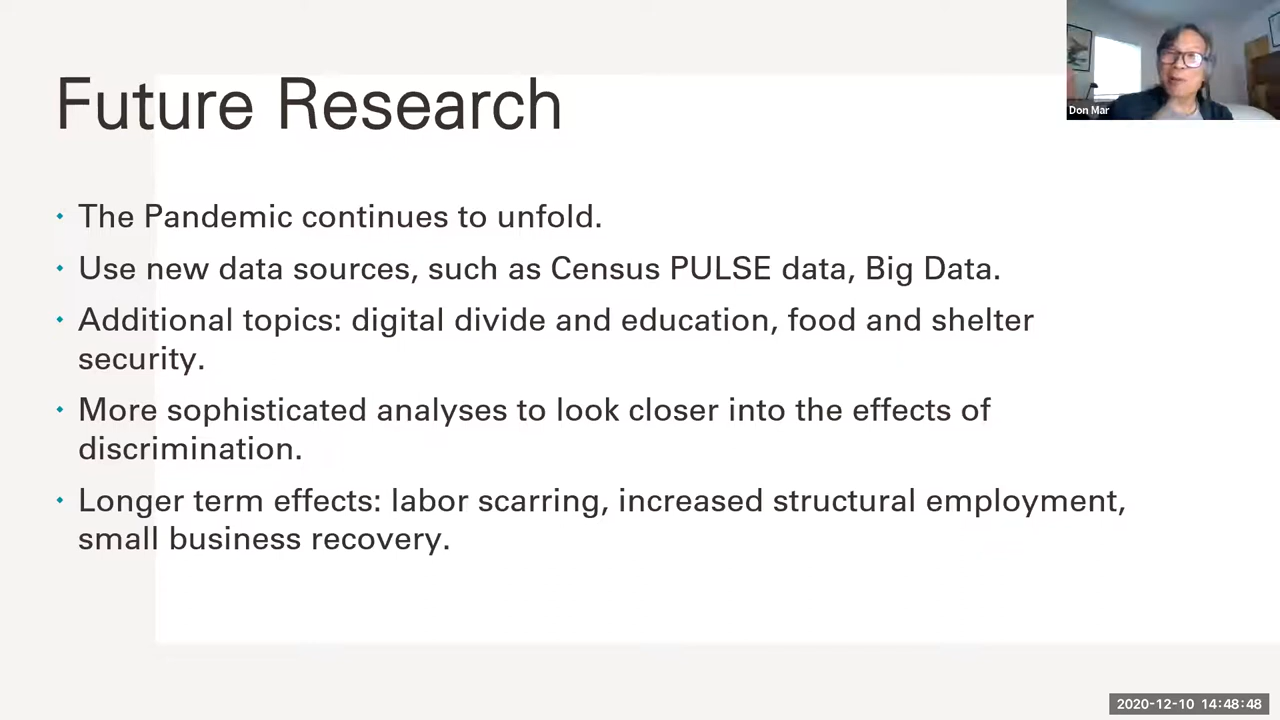 Future Research
Don Mar
• The Pandemic continues to unfold.
• Use new data sources, such as Census PULSE data, Big Data.
• Additional topics: digital divide and education, food and shelter
security.
• More sophisticated analyses to look closer into the effects of
discrimination.
• Longer term effects: labor scarring, increased structural employment,
small business recovery.
2020-12-10 14:48:48